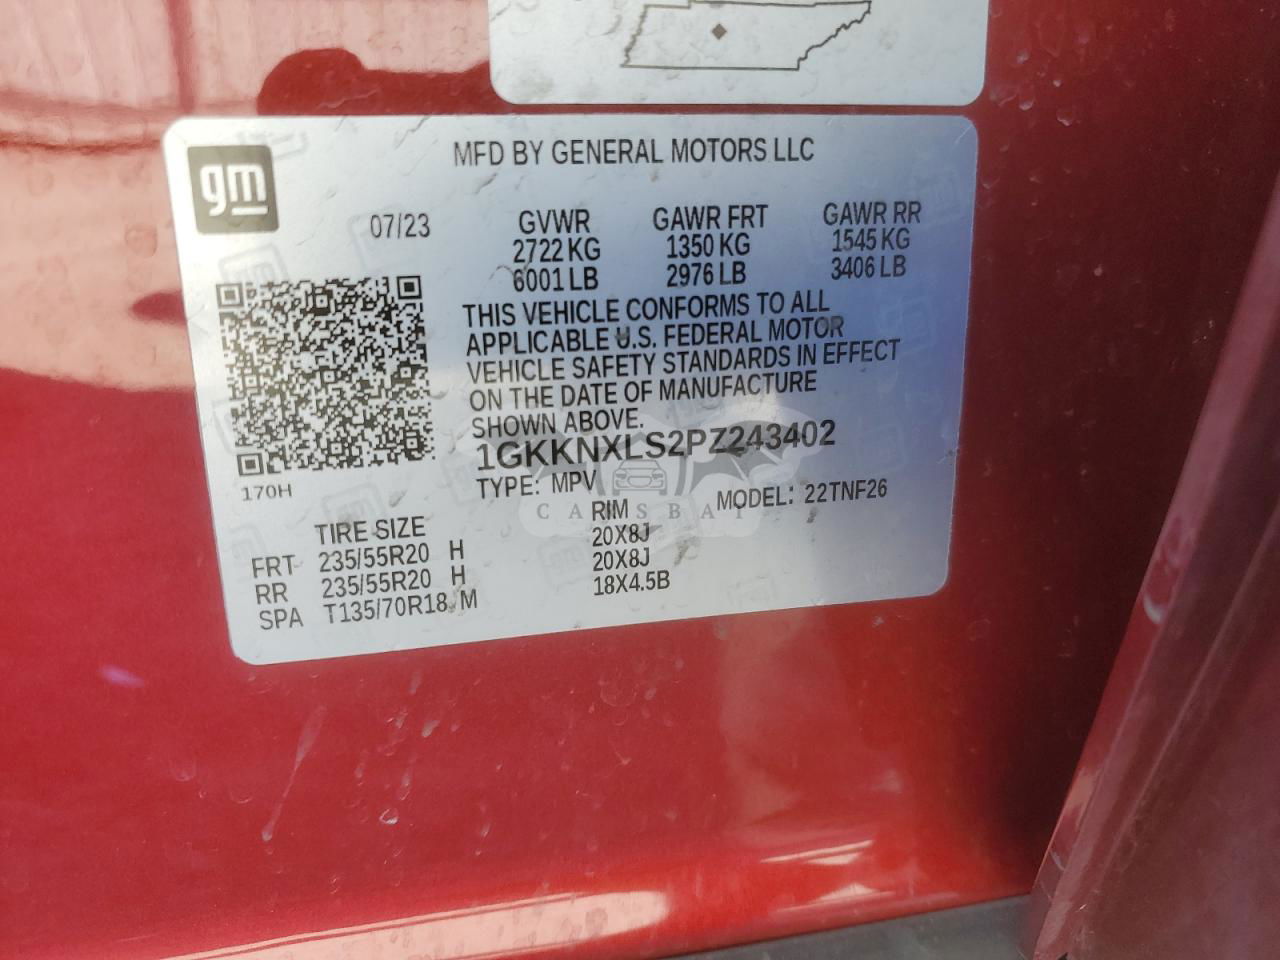 MFD BY GENERAL MOTORS LLC
gm
07/23 GVWR GAWR FRT GAWR RR
2722 KG 1350 KG 1545 KG
6001 LB 2976 LB 3406 LB
THIS VEHICLE CONFORMS TO ALL
APPLICABLE U.S. FEDERAL MOTOR
VEHICLE SAFETY STANDARDS IN EFFECT
ON THE DATE OF MANUFACTURE
SHOWN ABOVE.
1GKKNXLS2PZ243402
170H
TYPE: MPV MODEL: 22TNF26
CARSBAT
TIRE SIZE RIM
FRT 235/55R20 H 20X8J
RR 235/55R20 H 20X8J
SPA T135/70R18 M 18X4.5B